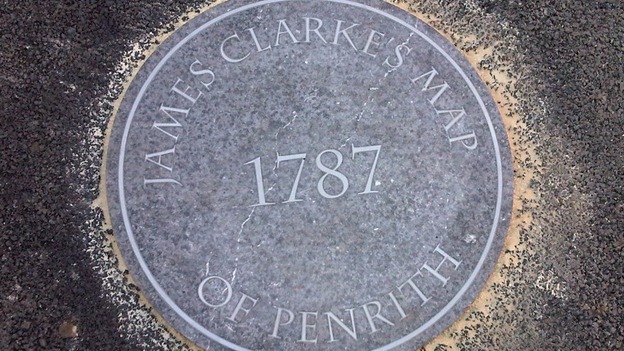 JAMES CLARKE'S MAP
1787
OF PENRITH